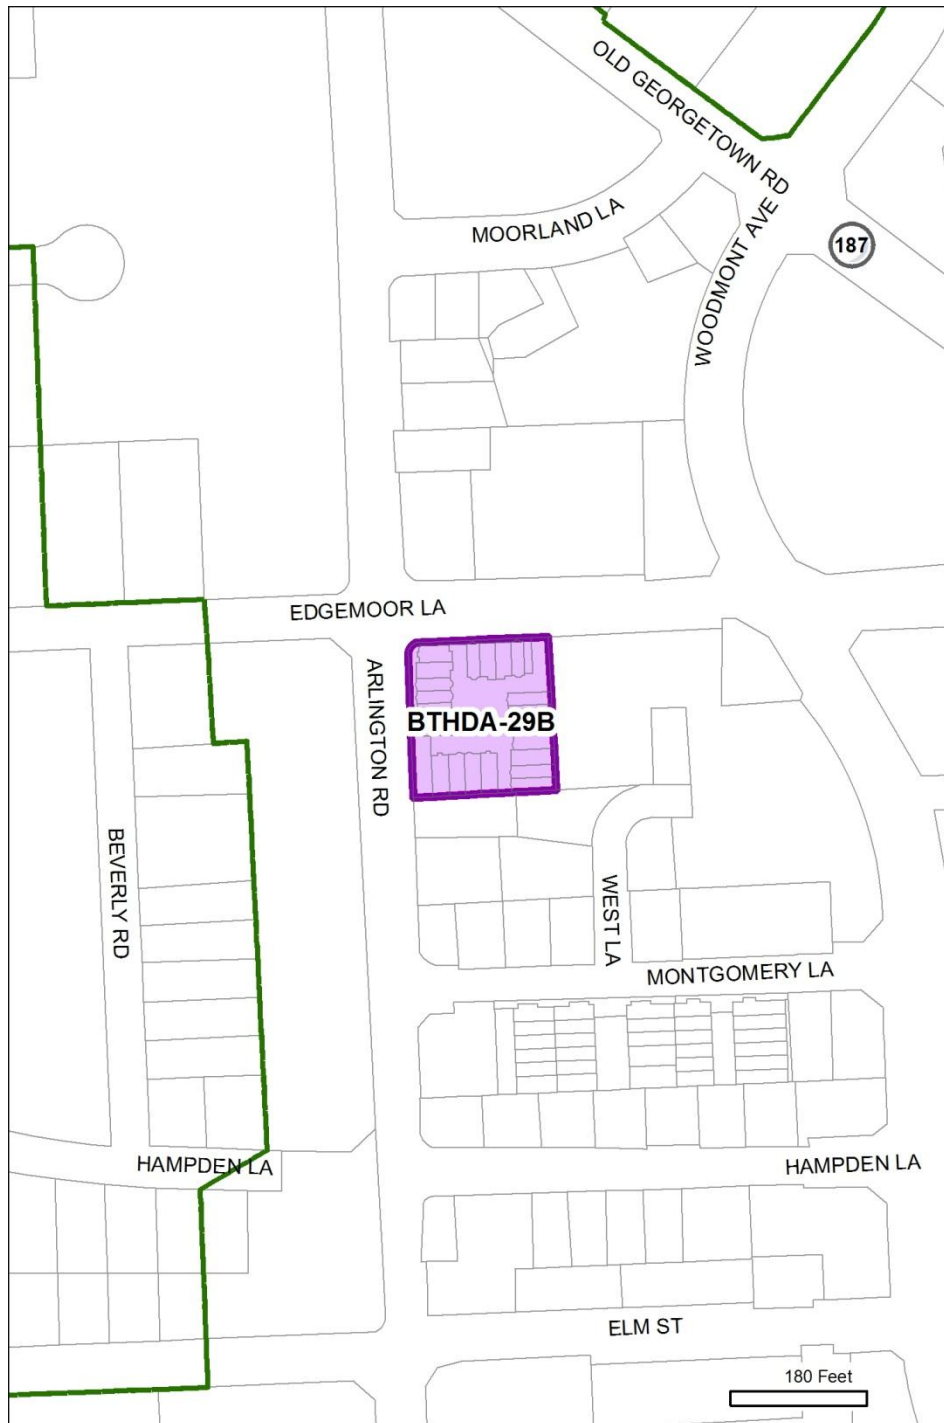 OLD GEORGETOWN RD
MOORLAND LA
187
WOODMONT AVE
EDGEMOOR LA
ARLINGTON RD
BTHDA-29B
BEVERLY RD
WEST LA
MONTGOMERY LA
HAMPDEN LA
HAMPDEN LA
ELM ST
180 Feet